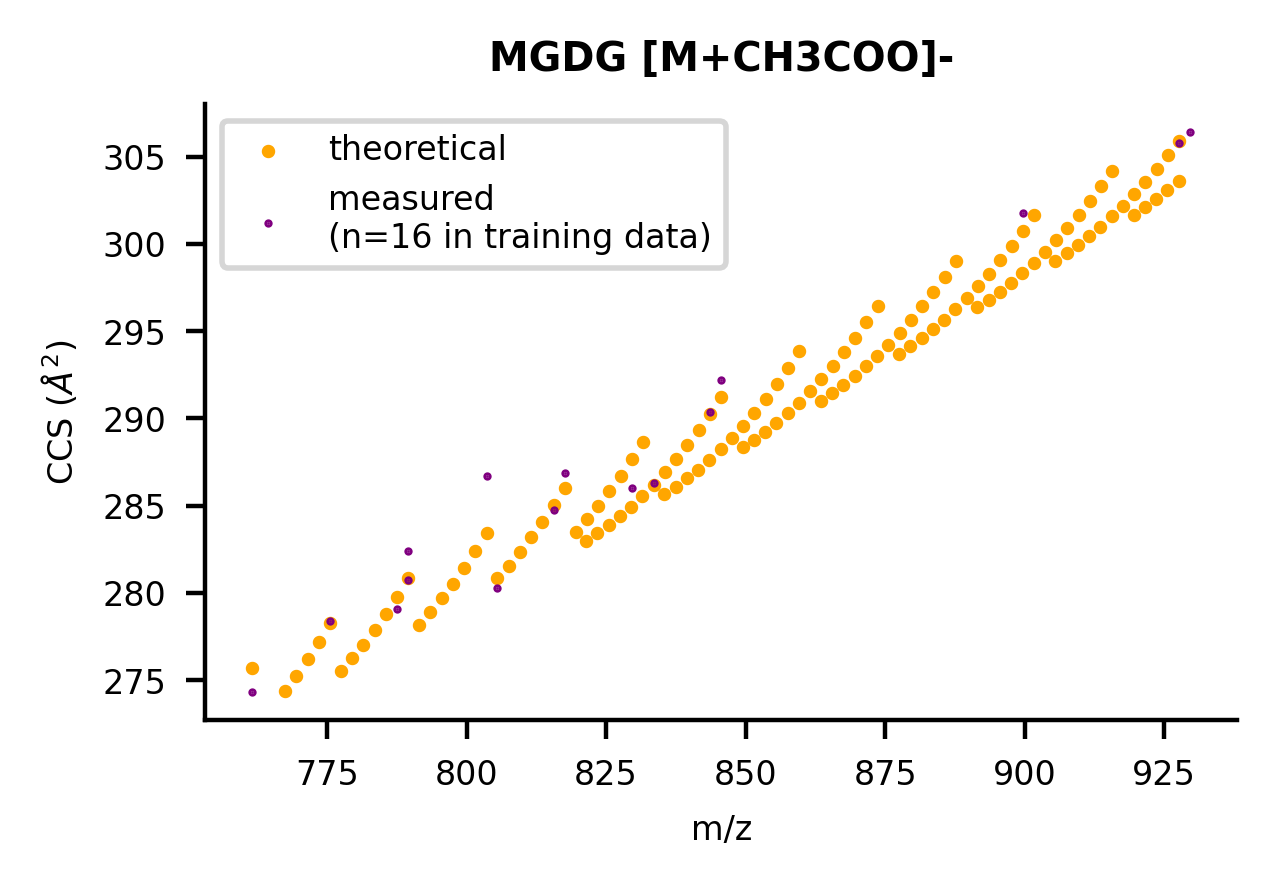 MGDG [M+CH3COO]-
theoretical
measured
(n=16 in training data)
305
300
295
290
285
280
275
CCS (Å²)
775 800 825 850 875 900 925
m/z